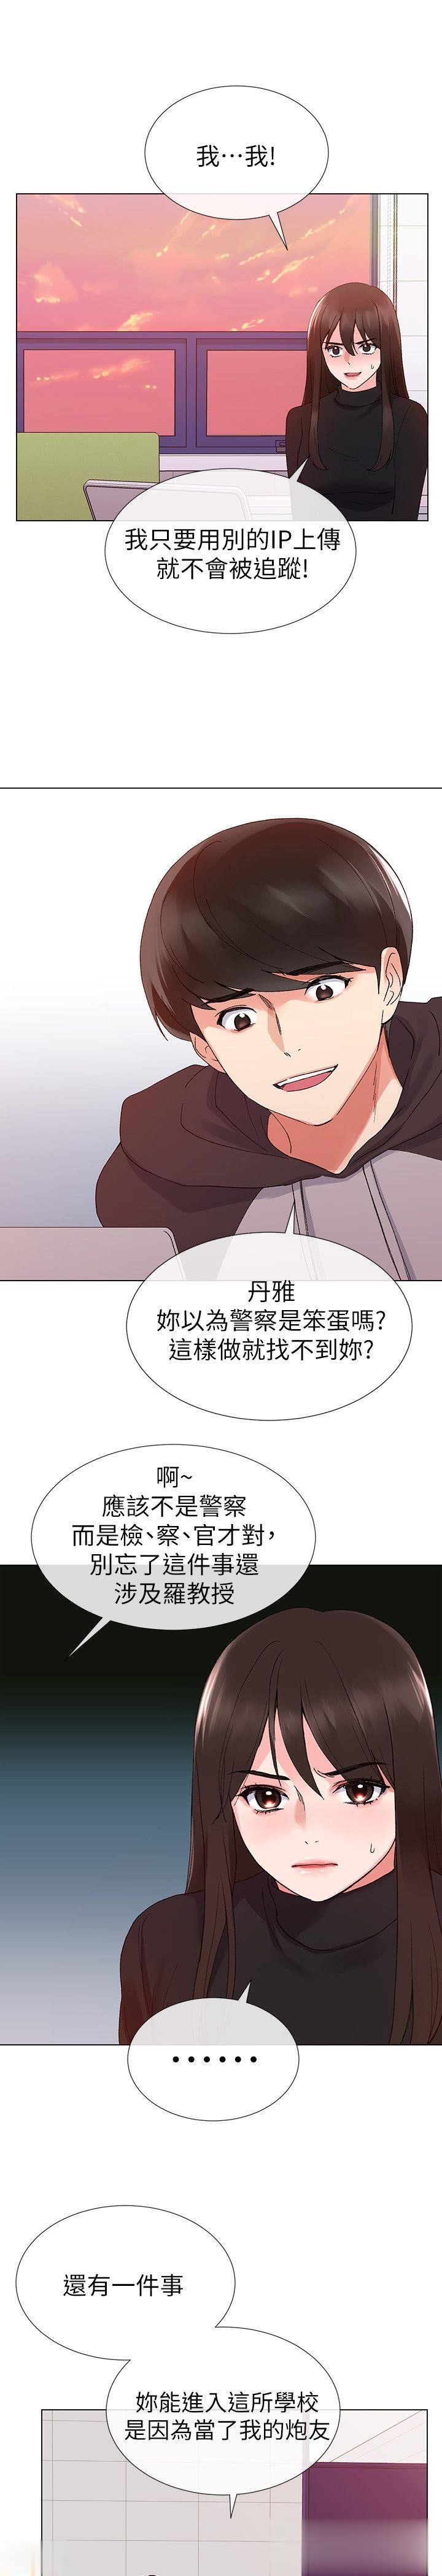 我⋯我!
我只要用別的IP上傳
就不會被追蹤!
丹雅
妳以為警察是笨蛋嗎?
這樣做就找不到妳?
啊~
應該不是警察
而是檢、察、官才對，
別忘了這件事還
涉及羅教授
••••••
還有一件事
妳能進入這所學校
是因為當了我的炮友